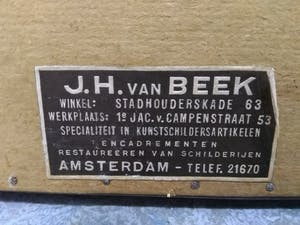 J.H. VAN BEEK
WINKEL: STADHOUDERSKADE 63
WERKPLAATS: 1e JAC. v. CAMPENSTRAAT 53
SPECIALITEIT IN KUNSTSCHILDERSARTIKELEN
ENCADREMENTEN
RESTAUREEREN VAN SCHILDERIJEN
AMSTERDAM - TELEF. 21670